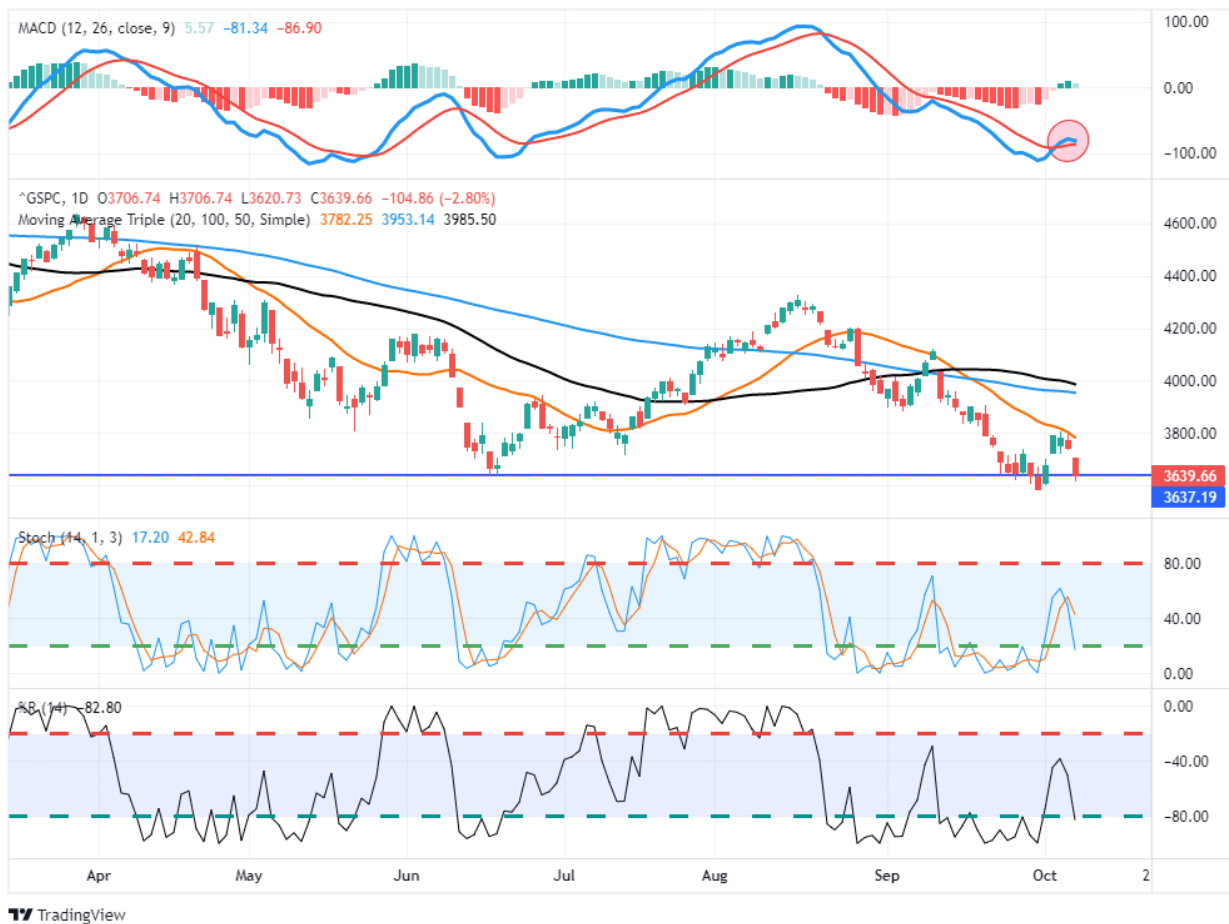 MACD (12, 26, close, 9) 5.57 −81.34 −86.90
100.00
0.00
−100.00
^GSPC, 1D O3706.74 H3706.74 L3620.73 C3639.66 −104.86 (−2.80%)
Moving Average Triple (20, 100, 50, Simple) 3782.25 3953.14 3985.50
4600.00
4400.00
4200.00
4000.00
3800.00
3639.66
3637.19
Stoch (14, 1, 3) 17.20 42.84
80.00
40.00
0.00
%R (14) −82.80
0.00
−40.00
−80.00
Apr May Jun Jul Aug Sep Oct 2
TradingView